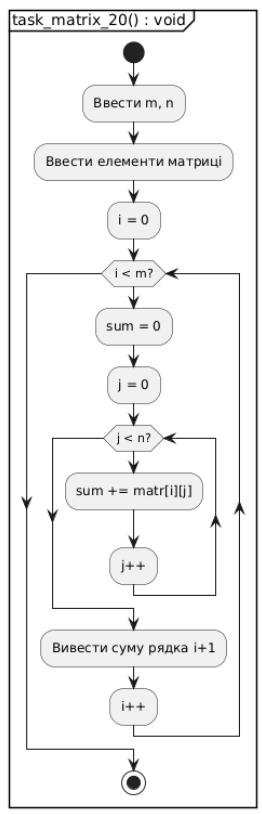 task_matrix_20() : void
Ввести m, n
Ввести елементи матриці
i = 0
i < m?
sum = 0
j = 0
j < n?
sum += matr[i][j]
j++
Вивести суму рядка i+1
i++